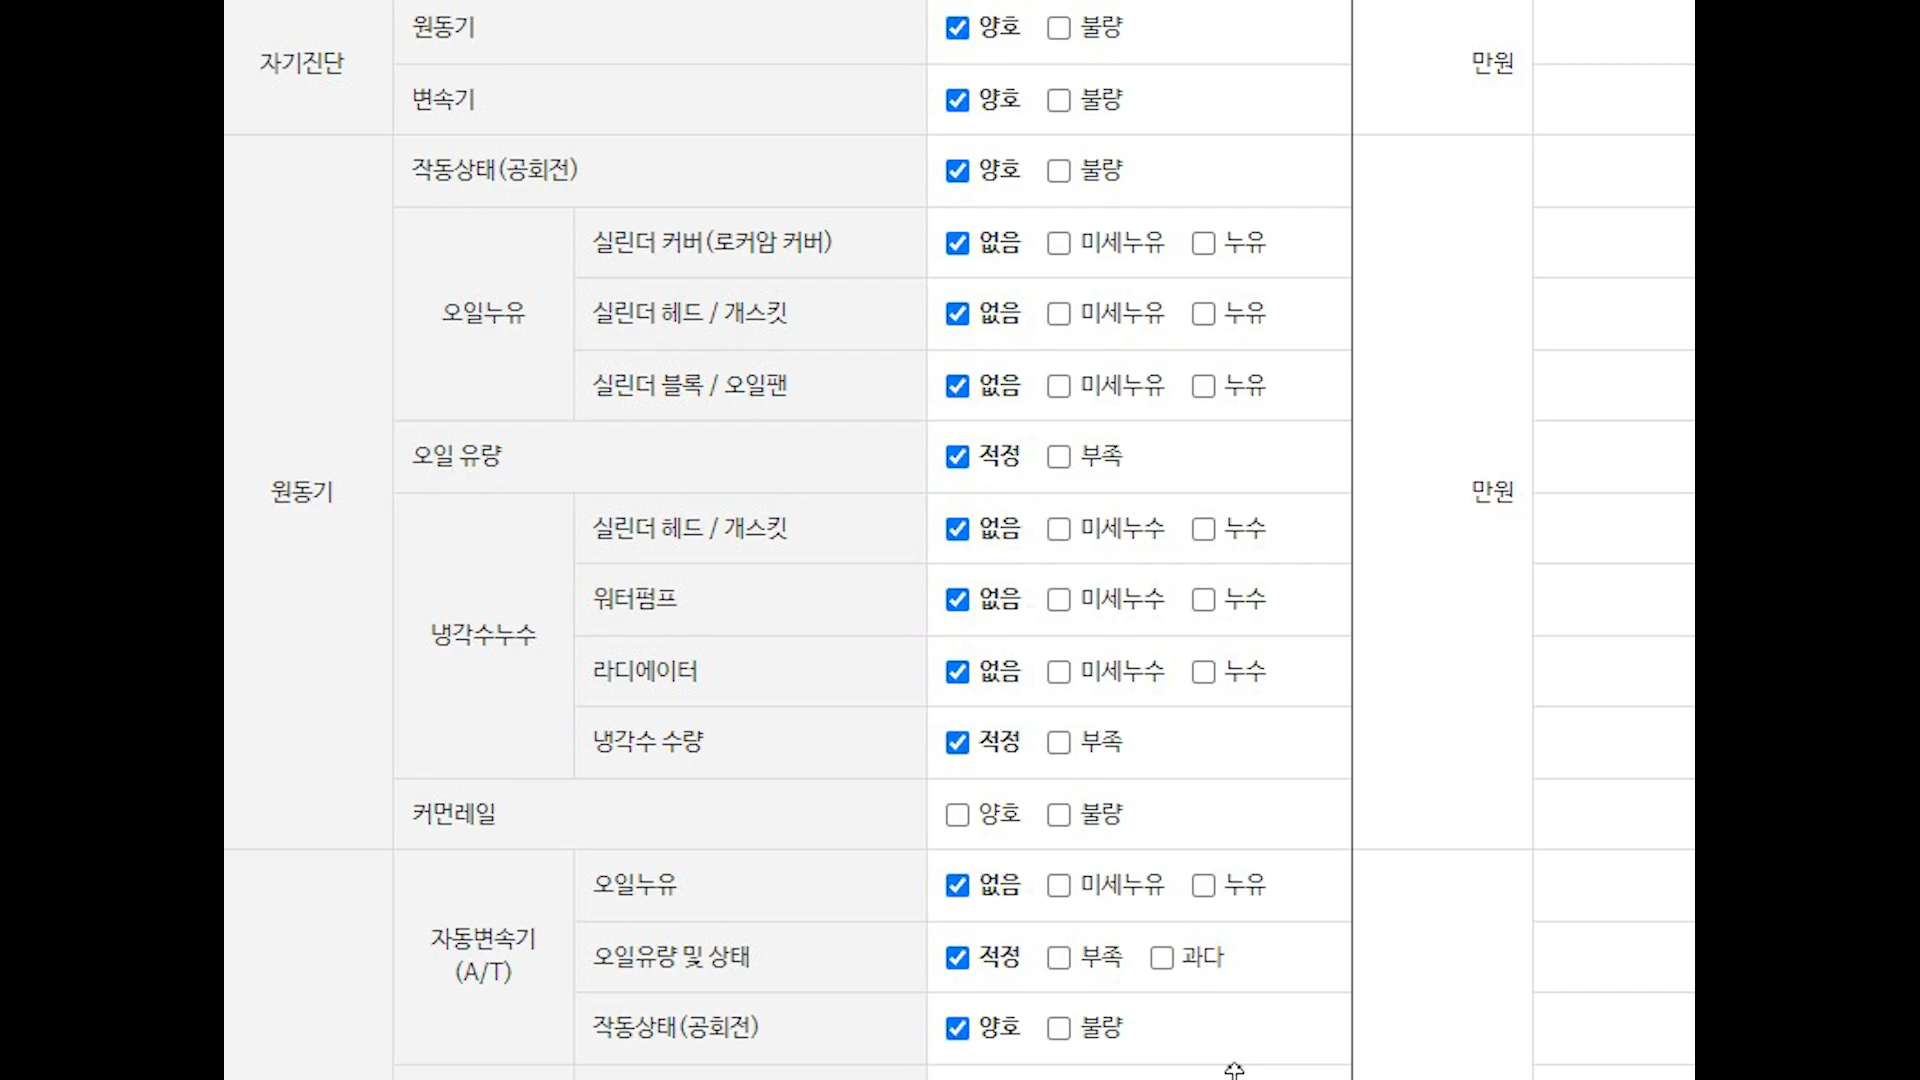 자기진단
원동기
양호 불량
만원
변속기
양호 불량
원동기
작동상태(공회전)
양호 불량
오일누유
실린더 커버(로커암 커버)
없음 미세누유 누유
실린더 헤드 / 개스킷
없음 미세누유 누유
실린더 블록 / 오일팬
없음 미세누유 누유
오일 유량
적정 부족
만원
냉각수누수
실린더 헤드 / 개스킷
없음 미세누수 누수
워터펌프
없음 미세누수 누수
라디에이터
없음 미세누수 누수
냉각수 수량
적정 부족
커먼레일
양호 불량
자동변속기
(A/T)
오일누유
없음 미세누유 누유
오일유량 및 상태
적정 부족 과다
작동상태(공회전)
양호 불량